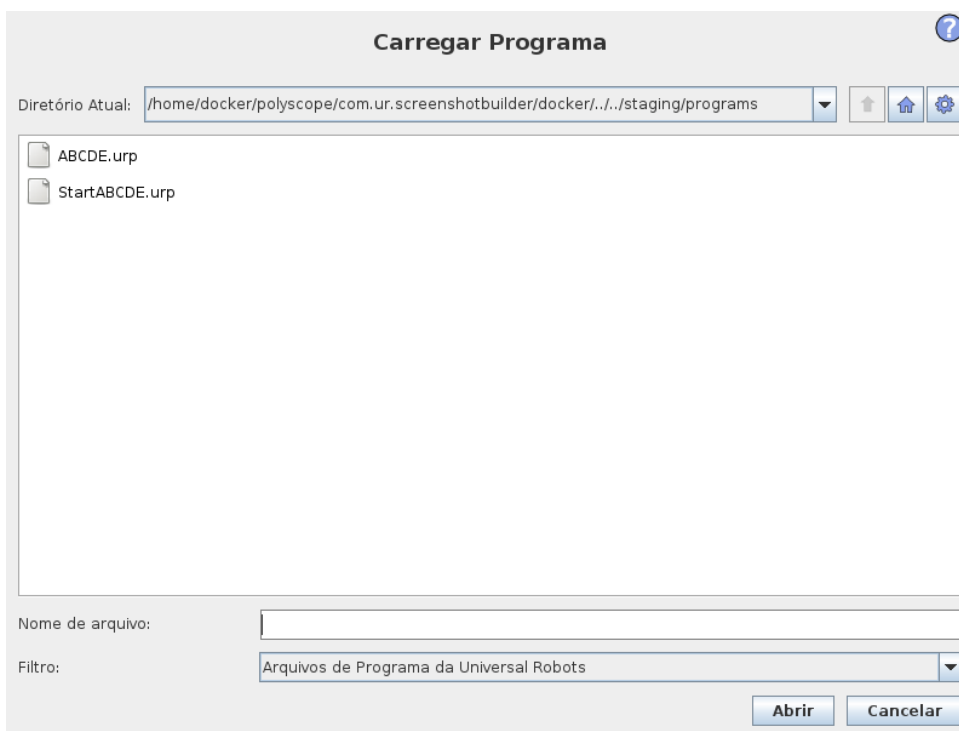 Carregar Programa
?
Diretório Atual: /home/docker/polyscope/com.ur.screenshotbuilder/docker/../../staging/programs
ABCDE.urp
StartABCDE.urp
Nome de arquivo:
Filtro: Arquivos de Programa da Universal Robots
Abrir Cancelar